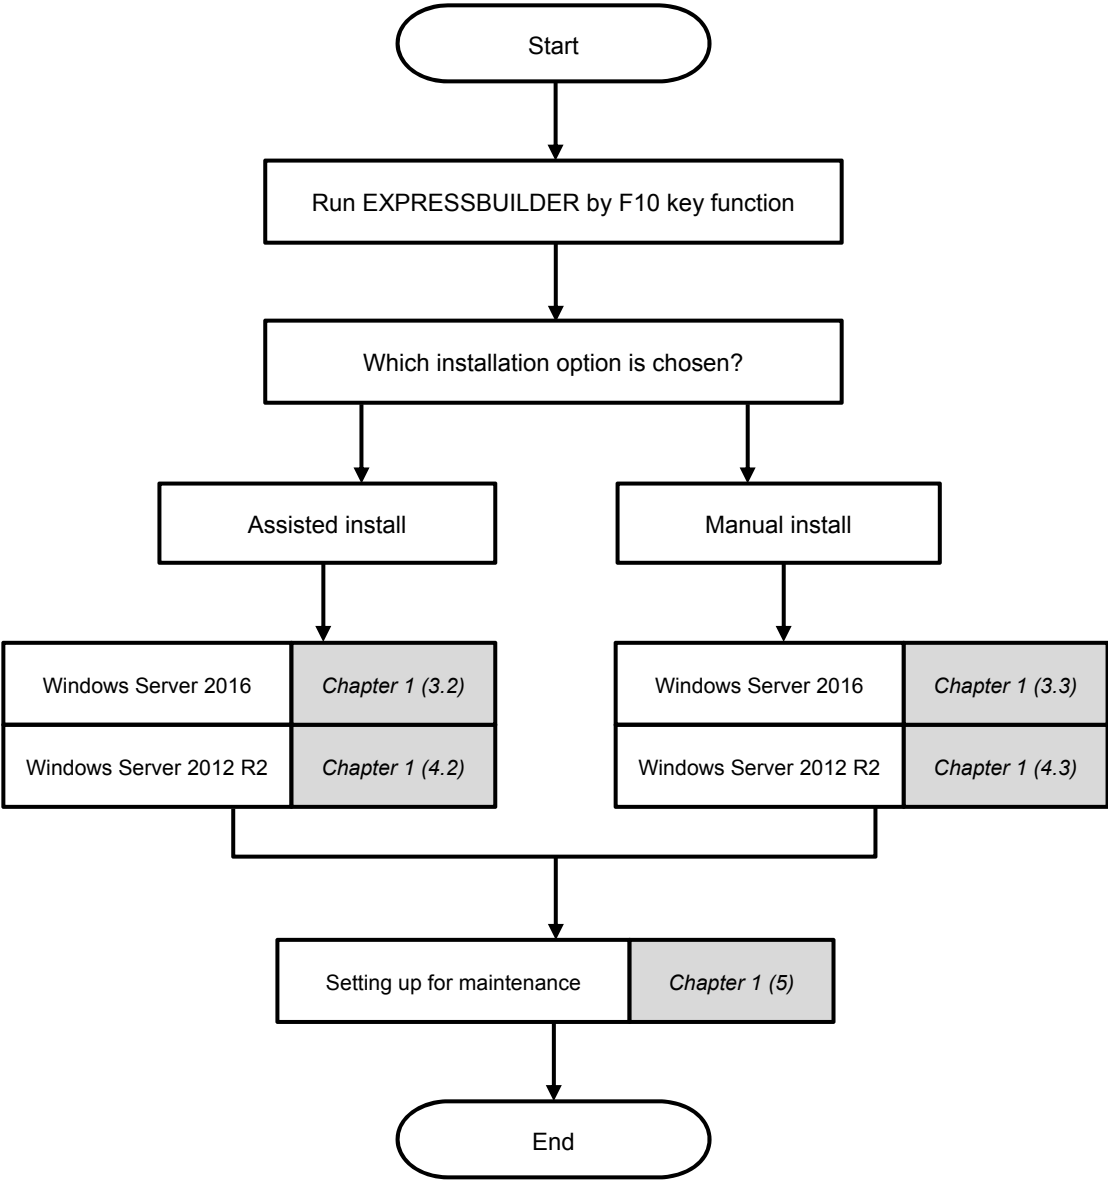 Start
Run EXPRESSBUILDER by F10 key function
Which installation option is chosen?
Assisted install
Manual install
Windows Server 2016
Chapter 1 (3.2)
Windows Server 2012 R2
Chapter 1 (4.2)
Windows Server 2016
Chapter 1 (3.3)
Windows Server 2012 R2
Chapter 1 (4.3)
Setting up for maintenance
Chapter 1 (5)
End